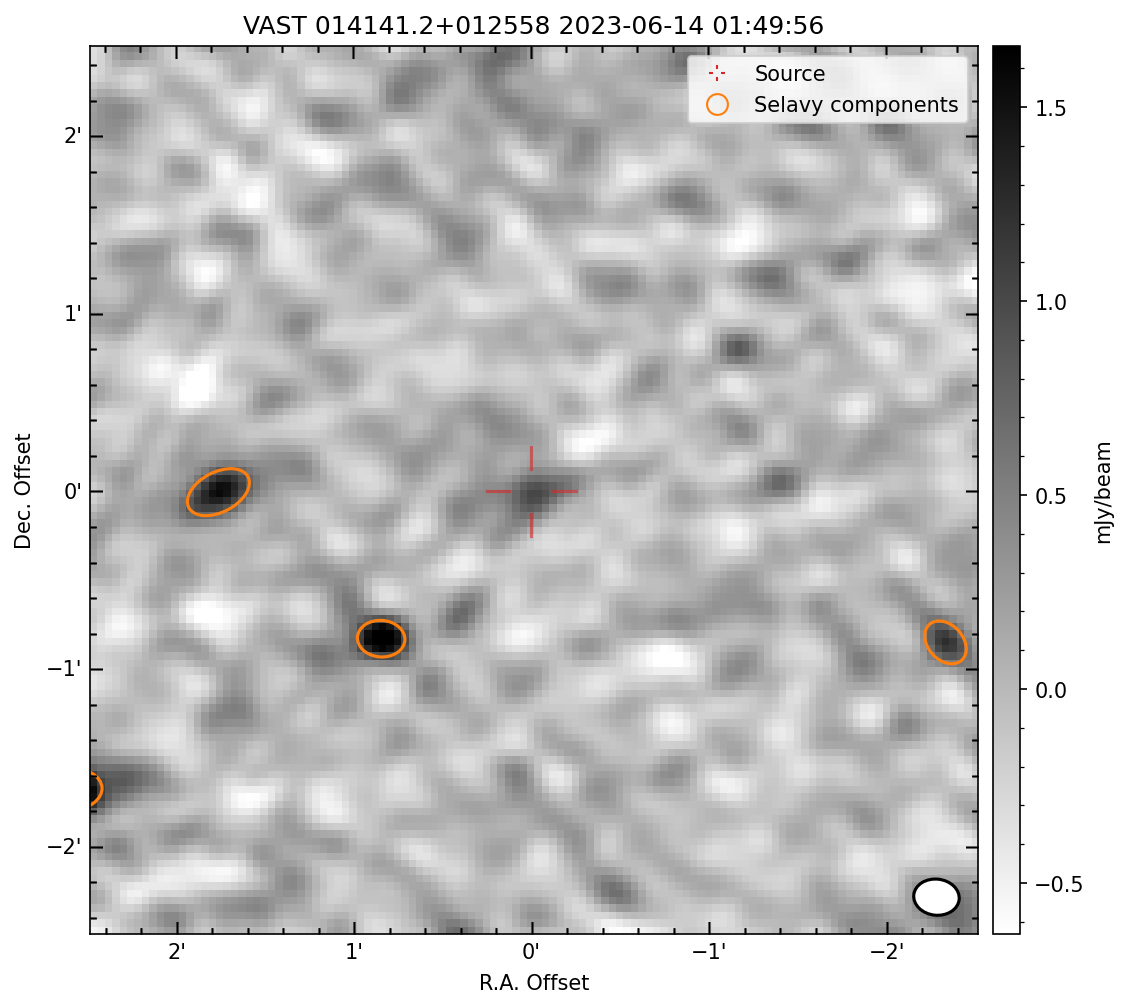 VAST 014141.2+012558 2023-06-14 01:49:56
Source
Selavy components
2'
1'
0'
−1'
−2'
Dec. Offset
2'
1'
0'
−1'
−2'
R.A. Offset
1.5
1.0
0.5
0.0
−0.5
mJy/beam